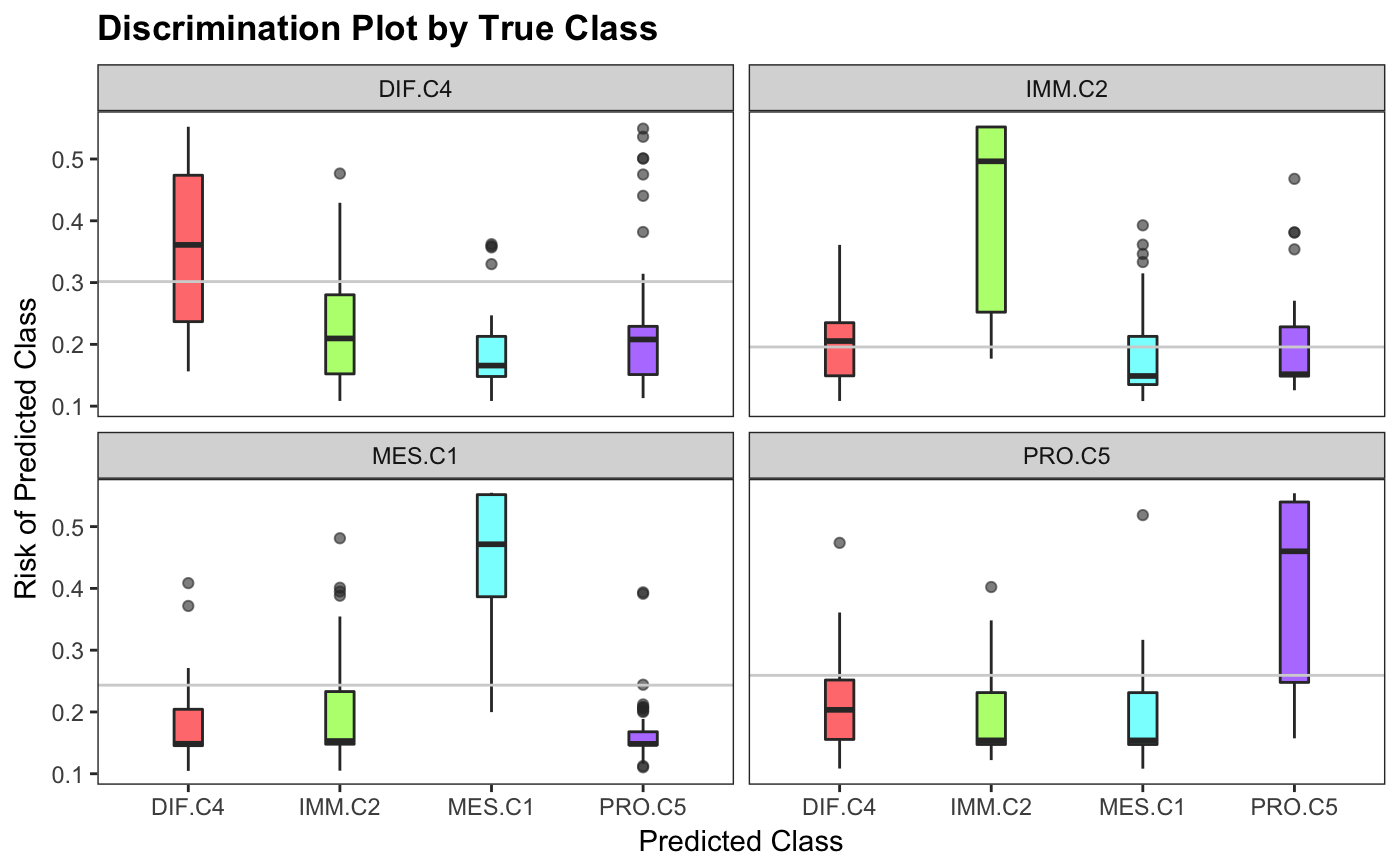 Discrimination Plot by True Class
DIF.C4
IMM.C2
0.5
0.4
0.3
0.2
0.1
MES.C1
PRO.C5
0.5
0.4
0.3
0.2
0.1
Risk of Predicted Class
DIF.C4 IMM.C2 MES.C1 PRO.C5
DIF.C4 IMM.C2 MES.C1 PRO.C5
Predicted Class